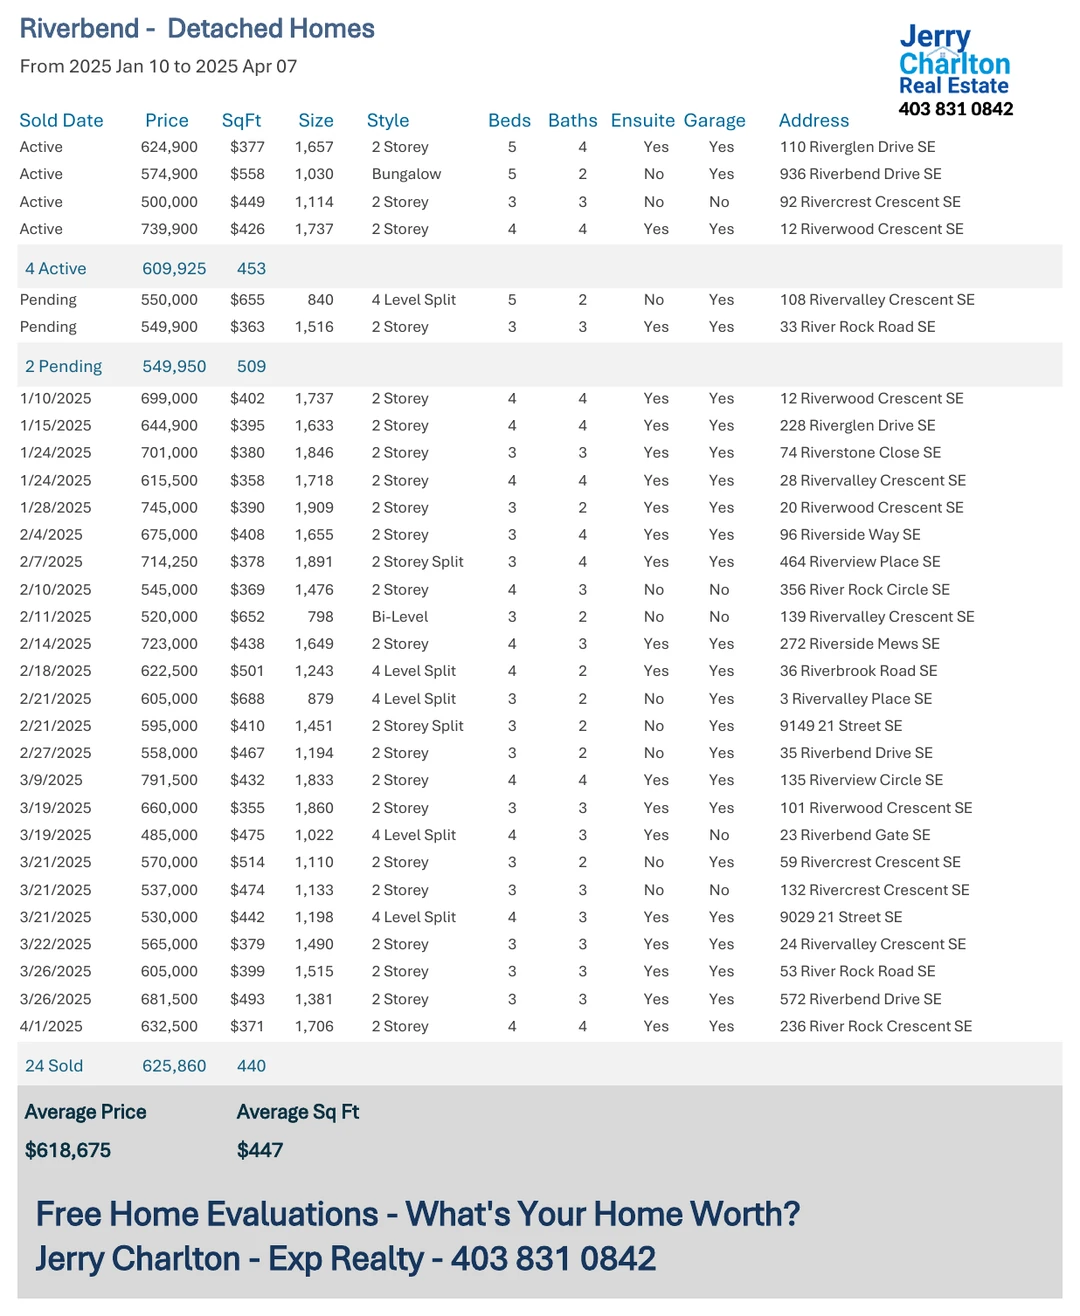 Riverbend - Detached Homes
From 2025 Jan 10 to 2025 Apr 07
Jerry
Charlton
Real Estate
403 831 0842
Sold Date Price SqFt Size Style Beds Baths Ensuite Garage Address
Active 624,900 $377 1,657 2 Storey 5 4 Yes Yes 110 Riverglen Drive SE
Active 574,900 $558 1,030 Bungalow 5 2 No Yes 936 Riverbend Drive SE
Active 500,000 $449 1,114 2 Storey 3 3 No No 92 Rivercrest Crescent SE
Active 739,900 $426 1,737 2 Storey 4 4 Yes Yes 12 Riverwood Crescent SE
4 Active 609,925 453
Pending 550,000 $655 840 4 Level Split 5 2 No Yes 108 Rivervalley Crescent SE
Pending 549,900 $363 1,516 2 Storey 3 3 Yes Yes 33 River Rock Road SE
2 Pending 549,950 509
1/10/2025 699,000 $402 1,737 2 Storey 4 4 Yes Yes 12 Riverwood Crescent SE
1/15/2025 644,900 $395 1,633 2 Storey 4 4 Yes Yes 228 Riverglen Drive SE
1/24/2025 701,000 $380 1,846 2 Storey 3 3 Yes Yes 74 Riverstone Close SE
1/24/2025 615,500 $358 1,718 2 Storey 4 4 Yes Yes 28 Rivervalley Crescent SE
1/28/2025 745,000 $390 1,909 2 Storey 3 2 Yes Yes 20 Riverwood Crescent SE
2/4/2025 675,000 $408 1,655 2 Storey 3 4 Yes Yes 96 Riverside Way SE
2/7/2025 714,250 $378 1,891 2 Storey Split 3 4 Yes Yes 464 Riverview Place SE
2/10/2025 545,000 $369 1,476 2 Storey 4 3 No No 356 River Rock Circle SE
2/11/2025 520,000 $652 798 Bi-Level 3 2 No No 139 Rivervalley Crescent SE
2/14/2025 723,000 $438 1,649 2 Storey 4 3 Yes Yes 272 Riverside Mews SE
2/18/2025 622,500 $501 1,243 4 Level Split 4 2 Yes Yes 36 Riverbrook Road SE
2/21/2025 605,000 $688 879 4 Level Split 3 2 No Yes 3 Rivervalley Place SE
2/21/2025 595,000 $410 1,451 2 Storey Split 3 2 No Yes 9149 21 Street SE
2/27/2025 558,000 $467 1,194 2 Storey 3 2 No Yes 35 Riverbend Drive SE
3/9/2025 791,500 $432 1,833 2 Storey 4 4 Yes Yes 135 Riverview Circle SE
3/19/2025 660,000 $355 1,860 2 Storey 3 3 Yes Yes 101 Riverwood Crescent SE
3/19/2025 485,000 $475 1,022 4 Level Split 4 3 Yes No 23 Riverbend Gate SE
3/21/2025 570,000 $514 1,110 2 Storey 3 2 No Yes 59 Rivercrest Crescent SE
3/21/2025 537,000 $474 1,133 2 Storey 3 3 No No 132 Rivercrest Crescent SE
3/21/2025 530,000 $442 1,198 4 Level Split 4 3 Yes Yes 9029 21 Street SE
3/22/2025 565,000 $379 1,490 2 Storey 3 3 Yes Yes 24 Rivervalley Crescent SE
3/26/2025 605,000 $399 1,515 2 Storey 3 3 Yes Yes 53 River Rock Road SE
3/26/2025 681,500 $493 1,381 2 Storey 3 3 Yes Yes 572 Riverbend Drive SE
4/1/2025 632,500 $371 1,706 2 Storey 4 4 Yes Yes 236 River Rock Crescent SE
24 Sold 625,860 440
Average Price Average Sq Ft
$618,675 $447
Free Home Evaluations - What's Your Home Worth?
Jerry Charlton - Exp Realty - 403 831 0842